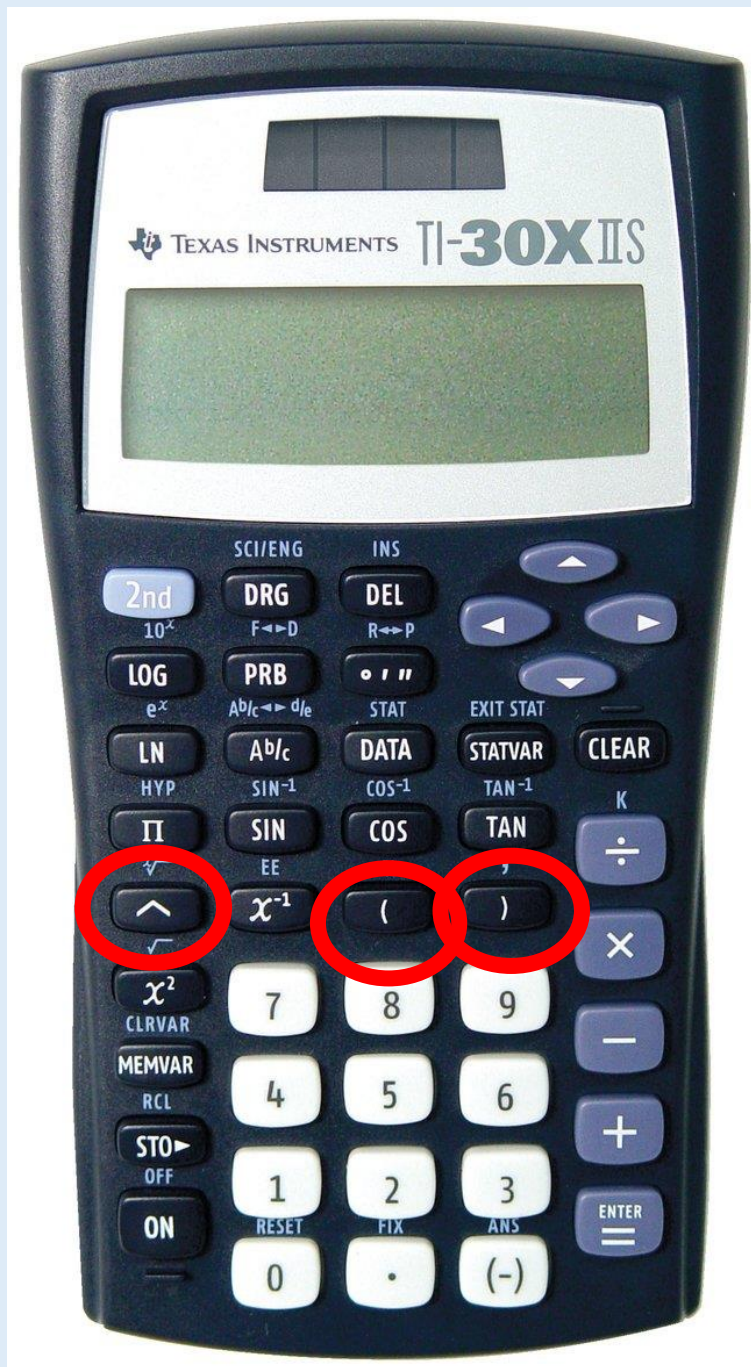 TEXAS INSTRUMENTS TI-30X IIS
SCI/ENG INS
2nd DRG DEL
10ˣ F◄►D R◄►P
LOG PRB ° ' "
eˣ Ab/c◄►d/e STAT EXIT STAT
LN Ab/c DATA STATVAR CLEAR
HYP SIN⁻¹ COS⁻¹ TAN⁻¹ K
Π SIN COS TAN ÷
ˣ√ EE ,
^ x⁻¹ ( ) ×
√
x² 7 8 9 −
CLRVAR
MEMVAR 4 5 6 +
RCL
STO► 1 2 3 ENTER =
OFF RESET FIX ANS
ON 0 . (-)